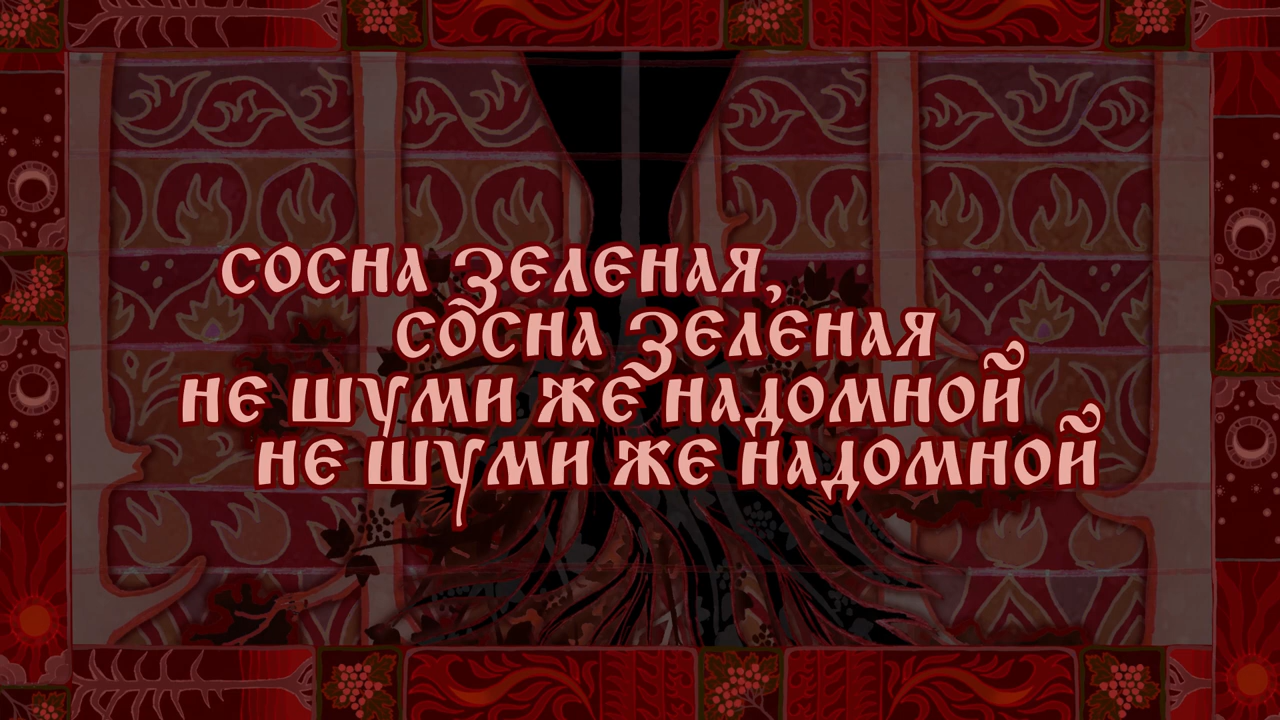 сосна зеленая,
сосна зеленая
не шуми же надомной
не шуми же надомной